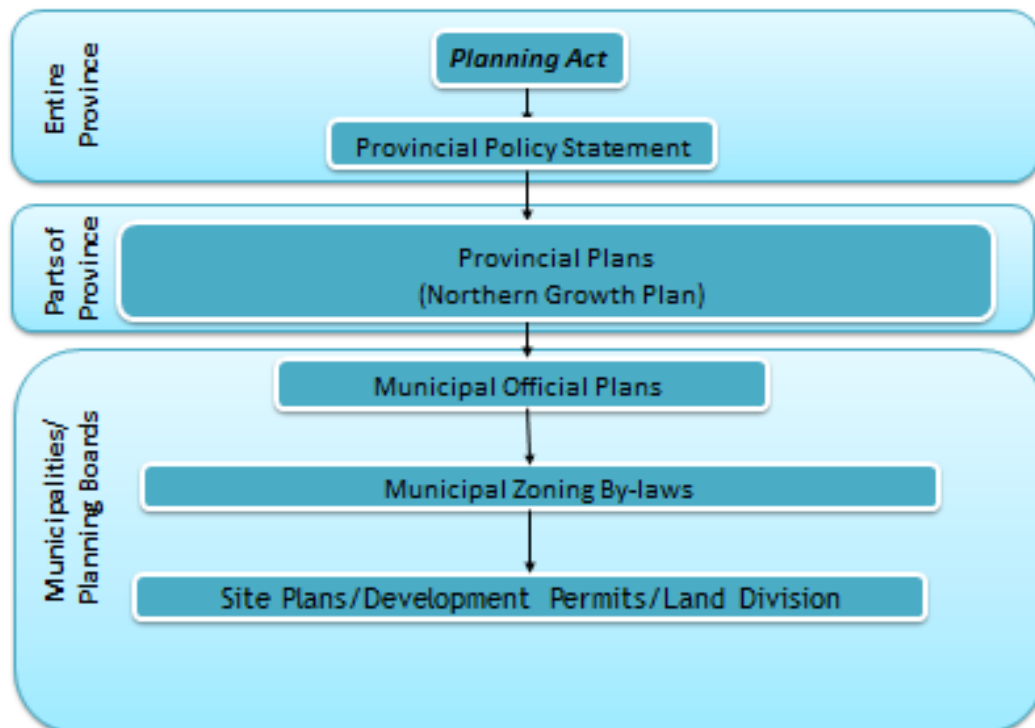 Entire
Province
Planning Act
Provincial Policy Statement
Parts of
Province
Provincial Plans
(Northern Growth Plan)
Municipalities/
Planning Boards
Municipal Official Plans
Municipal Zoning By-laws
Site Plans/Development Permits/Land Division